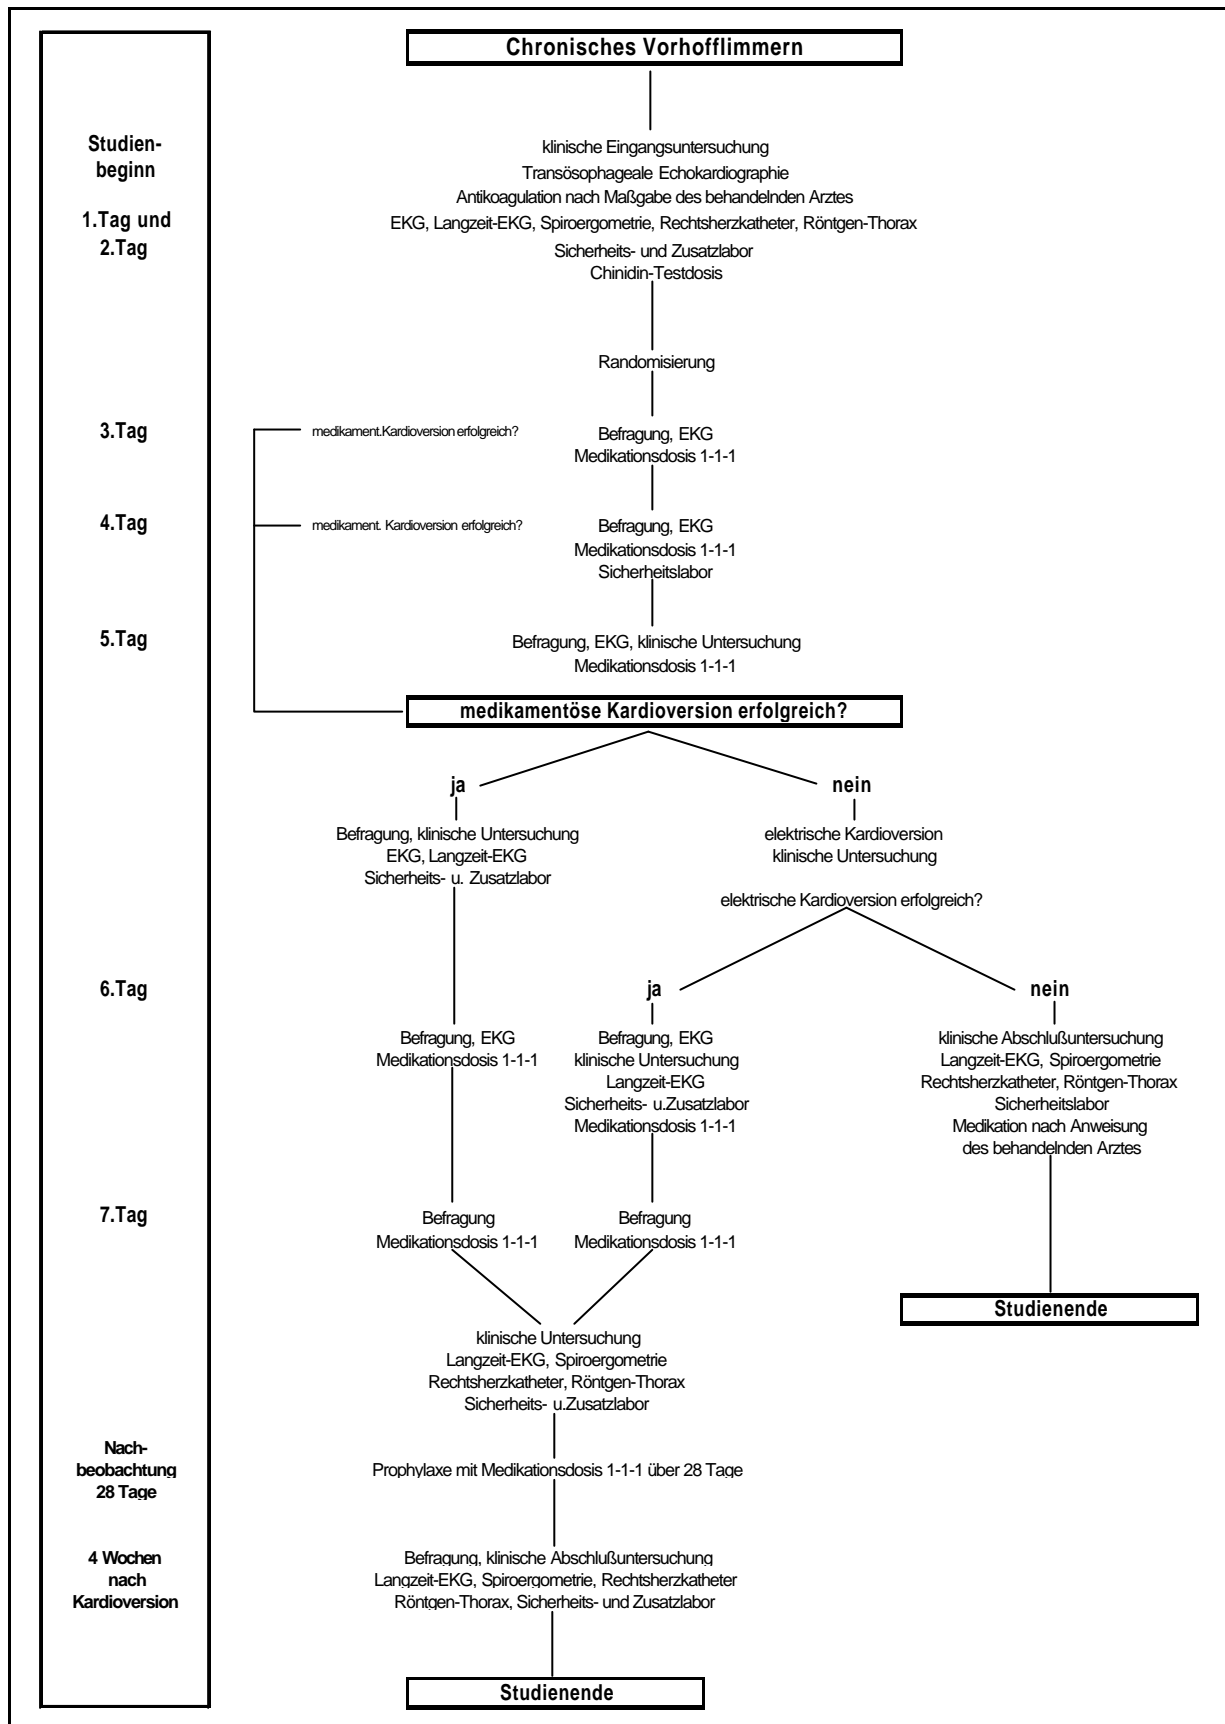 Chronisches Vorhofflimmern
Studien-
beginn
1.Tag und
2.Tag
klinische Eingangsuntersuchung
Transösophageale Echokardiographie
Antikoagulation nach Maßgabe des behandelnden Arztes
EKG, Langzeit-EKG, Spiroergometrie, Rechtsherzkatheter, Röntgen-Thorax
Sicherheits- und Zusatzlabor
Chinidin-Testdosis
Randomisierung
3.Tag
medikament.Kardioversion erfolgreich?
Befragung, EKG
Medikationsdosis 1-1-1
4.Tag
medikament. Kardioversion erfolgreich?
Befragung, EKG
Medikationsdosis 1-1-1
Sicherheitslabor
5.Tag
Befragung, EKG, klinische Untersuchung
Medikationsdosis 1-1-1
medikamentöse Kardioversion erfolgreich?
ja
nein
Befragung, klinische Untersuchung
EKG, Langzeit-EKG
Sicherheits- u. Zusatzlabor
elektrische Kardioversion
klinische Untersuchung
elektrische Kardioversion erfolgreich?
6.Tag
ja
nein
Befragung, EKG
Medikationsdosis 1-1-1
Befragung, EKG
klinische Untersuchung
Langzeit-EKG
Sicherheits- u.Zusatzlabor
Medikationsdosis 1-1-1
klinische Abschlußuntersuchung
Langzeit-EKG, Spiroergometrie
Rechtsherzkatheter, Röntgen-Thorax
Sicherheitslabor
Medikation nach Anweisung
des behandelnden Arztes
7.Tag
Befragung
Medikationsdosis 1-1-1
Befragung
Medikationsdosis 1-1-1
Studienende
klinische Untersuchung
Langzeit-EKG, Spiroergometrie
Rechtsherzkatheter, Röntgen-Thorax
Sicherheits- u.Zusatzlabor
Nach-
beobachtung
28 Tage
Prophylaxe mit Medikationsdosis 1-1-1 über 28 Tage
4 Wochen
nach
Kardioversion
Befragung, klinische Abschlußuntersuchung
Langzeit-EKG, Spiroergometrie, Rechtsherzkatheter
Röntgen-Thorax, Sicherheits- und Zusatzlabor
Studienende